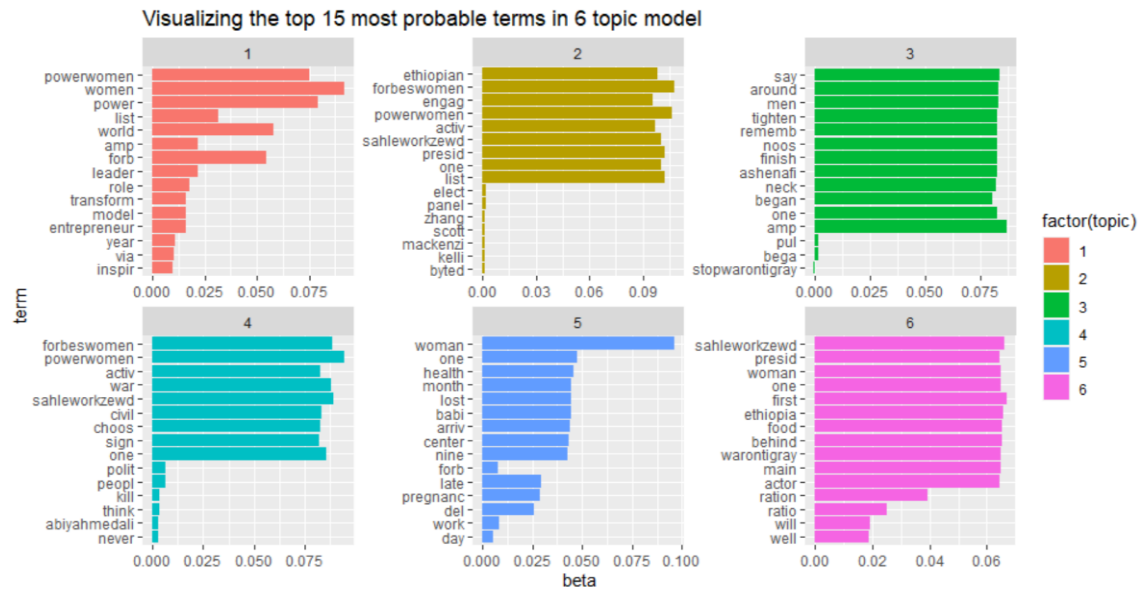 Visualizing the top 15 most probable terms in 6 topic model
term
1
powerwomen
women
power
list
world
amp
forb
leader
role
transform
model
entrepreneur
year
via
inspir
0.000 0.025 0.050 0.075
2
ethiopian
forbeswomen
engag
powerwomen
activ
sahleworkzewd
presid
one
list
elect
panel
zhang
scott
mackenzi
kelli
byted
0.00 0.03 0.06 0.09
3
say
around
men
tighten
rememb
noos
finish
ashenafi
neck
began
one
amp
pul
bega
stopwarontigray
0.000 0.025 0.050 0.075
4
forbeswomen
powerwomen
activ
war
sahleworkzewd
civil
choos
sign
one
polit
peopl
kill
think
abiyahmedali
never
0.000 0.025 0.050 0.075
5
woman
one
health
month
lost
babi
arriv
center
nine
forb
late
pregnanc
del
work
day
0.000 0.025 0.050 0.075 0.100
6
sahleworkzewd
presid
woman
one
first
ethiopia
food
behind
warontigray
main
actor
ration
ratio
will
well
0.00 0.02 0.04 0.06
beta
factor(topic)
1
2
3
4
5
6